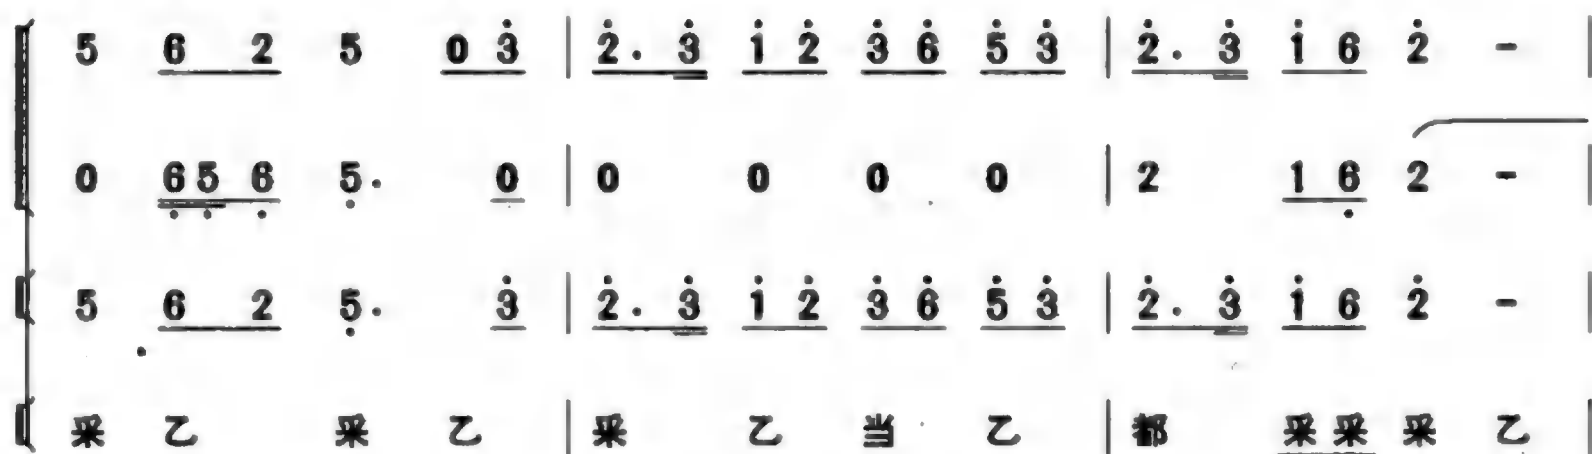 5 6 2 5 0 3̇ | 2̇. 3̇ 1̇ 2̇ 3̇ 6̇ 5̇ 3̇ | 2̇. 3̇ 1̇ 6 2̇ - |
0 6̣ 5̣ 6̣ 5̣. 0 | 0 0 0 0 | 2 1 6̣ 2 - |
5 6 2 5̣. 3̇ | 2̇. 3̇ 1̇ 2̇ 3̇ 6̇ 5̇ 3̇ | 2̇. 3̇ 1̇ 6 2̇ - |
采 乙 采 乙 | 采 乙 当 乙 | 都 采 采 采 乙 |